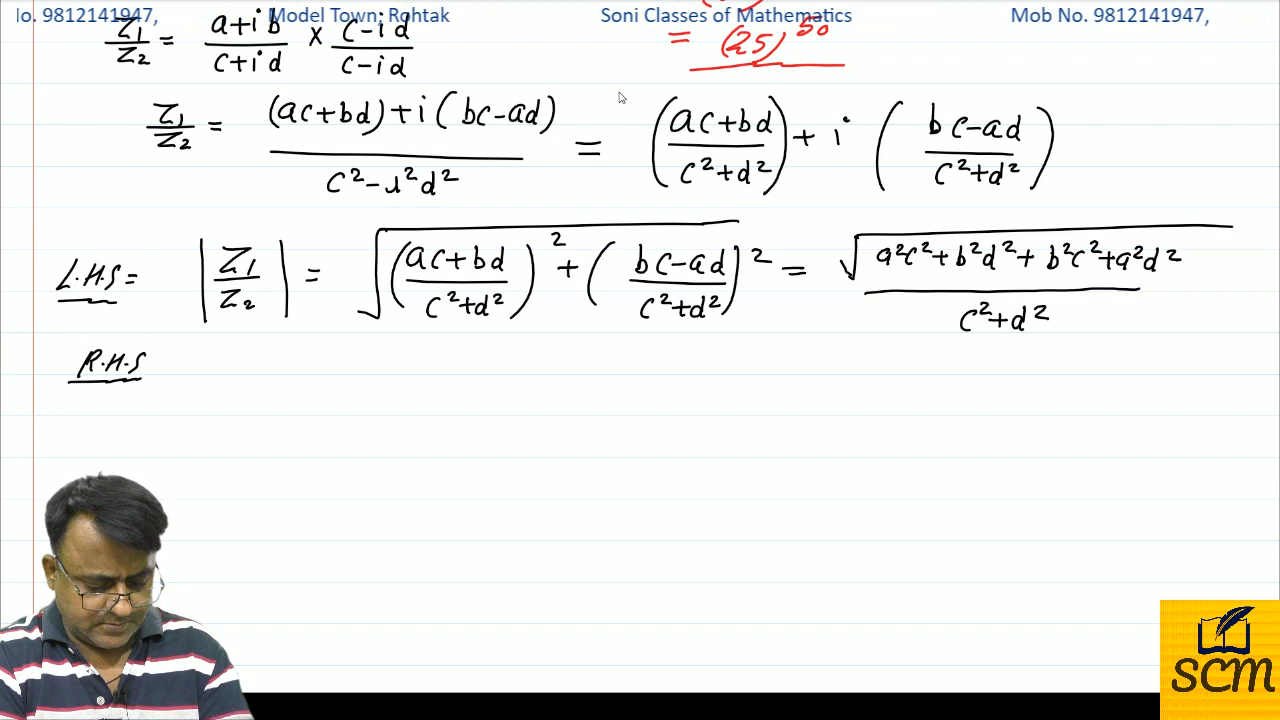 lo. 9812141947, Model Town, Rohtak Soni Classes of Mathematics Mob No. 9812141947,
Z₁/Z₂ = (a+ib)/(c+id) × (c-id)/(c-id)
= (25)⁵⁰
Z₁/Z₂ = ((ac+bd)+i(bc-ad))/(c²-i²d²) = ((ac+bd)/(c²+d²)) + i ((bc-ad)/(c²+d²))
L.H.S = |Z₁/Z₂| = √(((ac+bd)/(c²+d²))² + ((bc-ad)/(c²+d²))²) = √(a²c²+b²d²+b²c²+a²d²)/(c²+d²)
R.H.S
SCM